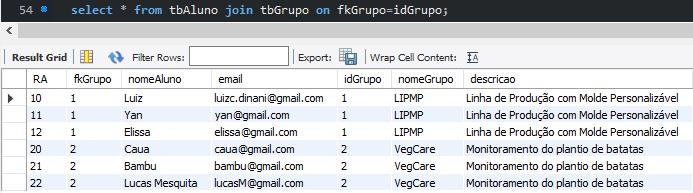 54 select * from tbAluno join tbGrupo on fkGrupo=idGrupo;
Result Grid Filter Rows: Export: Wrap Cell Content:
RA fkGrupo nomeAluno email idGrupo nomeGrupo descricao
10 1 Luiz luizc.dinani@gmail.com 1 LIPMP Linha de Produção com Molde Personalizável
11 1 Yan yan@gmail.com 1 LIPMP Linha de Produção com Molde Personalizável
12 1 Elissa elissa@gmail.com 1 LIPMP Linha de Produção com Molde Personalizável
20 2 Caua caua@gmail.com 2 VegCare Monitoramento do plantio de batatas
21 2 Bambu bambu@gmail.com 2 VegCare Monitoramento do plantio de batatas
22 2 Lucas Mesquita lucasM@gmail.com 2 VegCare Monitoramento do plantio de batatas